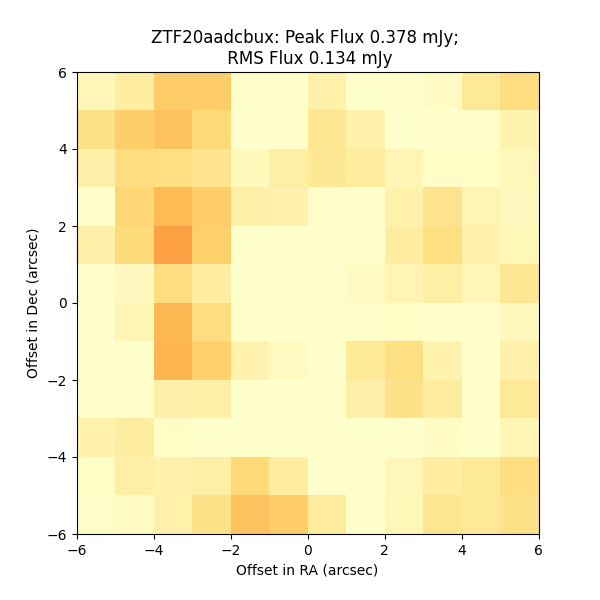 ZTF20aadcbux: Peak Flux 0.378 mJy;
RMS Flux 0.134 mJy
6
4
2
0
−2
−4
−6
Offset in Dec (arcsec)
−6 −4 −2 0 2 4 6
Offset in RA (arcsec)